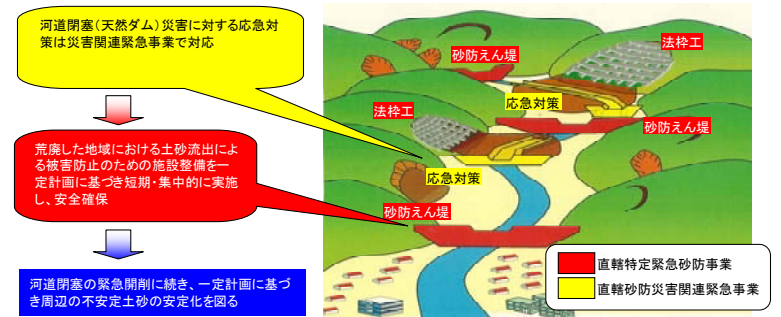 河道閉塞(天然ダム)災害に対する応急対
策は災害関連緊急事業で対応
荒廃した地域における土砂流出によ
る被害防止のための施設整備を一
定計画に基づき短期・集中的に実施
し、安全確保
河道閉塞の緊急開削に続き、一定計画に基づ
き周辺の不安定土砂の安定化を図る
砂防えん堤
法枠工
応急対策
法枠工
砂防えん堤
応急対策
砂防えん堤
直轄特定緊急砂防事業
直轄砂防災害関連緊急事業